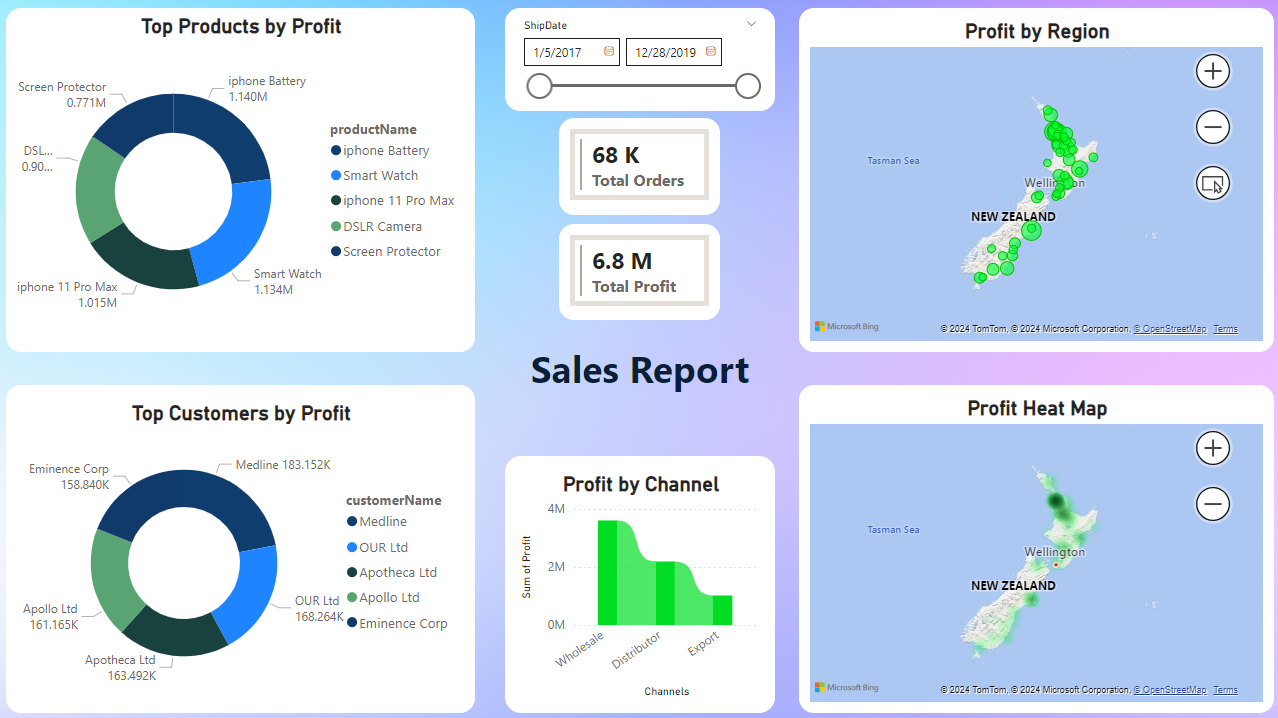 Top Products by Profit
Screen Protector
0.771M
iphone Battery
1.140M
DSL...
0.90...
iphone 11 Pro Max
1.015M
Smart Watch
1.134M
productName
iphone Battery
Smart Watch
iphone 11 Pro Max
DSLR Camera
Screen Protector
ShipDate
1/5/2017
12/28/2019
68 K
Total Orders
6.8 M
Total Profit
Sales Report
Profit by Region
Tasman Sea
Wellington
NEW ZEALAND
Microsoft Bing
© 2024 TomTom, © 2024 Microsoft Corporation, © OpenStreetMap Terms
Top Customers by Profit
Eminence Corp
158.840K
Medline 183.152K
Apollo Ltd
161.165K
OUR Ltd
168.264K
Apotheca Ltd
163.492K
customerName
Medline
OUR Ltd
Apotheca Ltd
Apollo Ltd
Eminence Corp
Profit by Channel
4M
2M
0M
Sum of Profit
Wholesale
Distributor
Export
Channels
Profit Heat Map
Tasman Sea
Wellington
NEW ZEALAND
Microsoft Bing
© 2024 TomTom, © 2024 Microsoft Corporation, © OpenStreetMap Terms